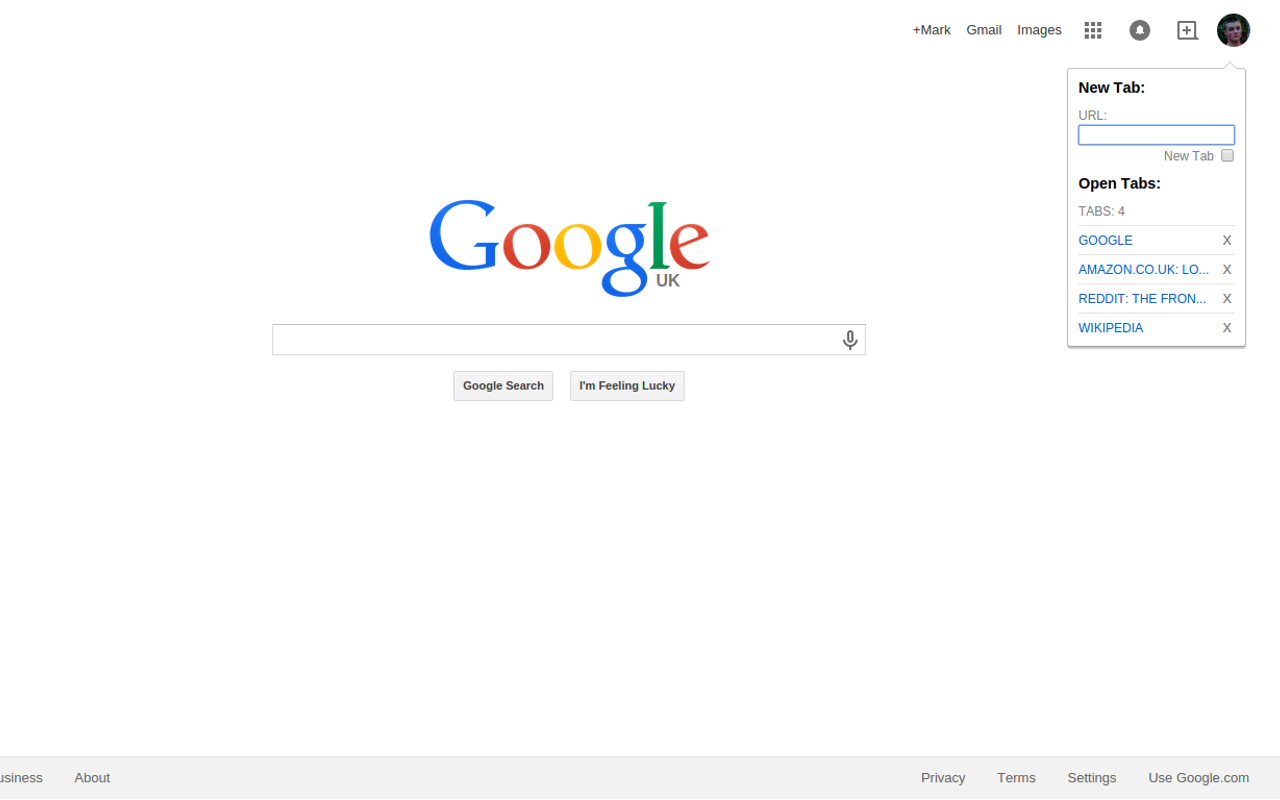 +Mark Gmail Images
New Tab:
URL:
New Tab
Open Tabs:
TABS: 4
GOOGLE X
AMAZON.CO.UK: LO... X
REDDIT: THE FRON... X
WIKIPEDIA X
Google
UK
Google Search I'm Feeling Lucky
usiness About Privacy Terms Settings Use Google.com